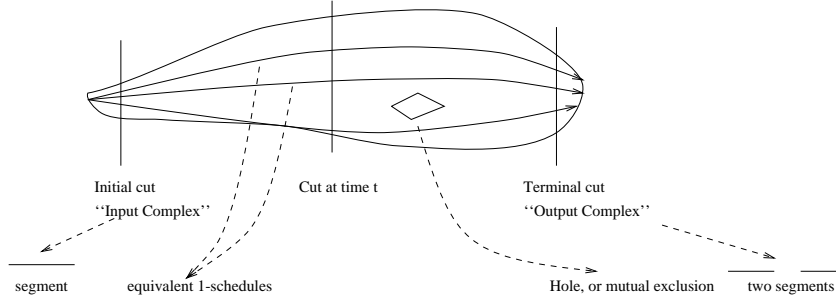 Initial cut
‘‘Input Complex’’
Cut at time t
Terminal cut
‘‘Output Complex’’
segment
equivalent 1-schedules
Hole, or mutual exclusion
two segments